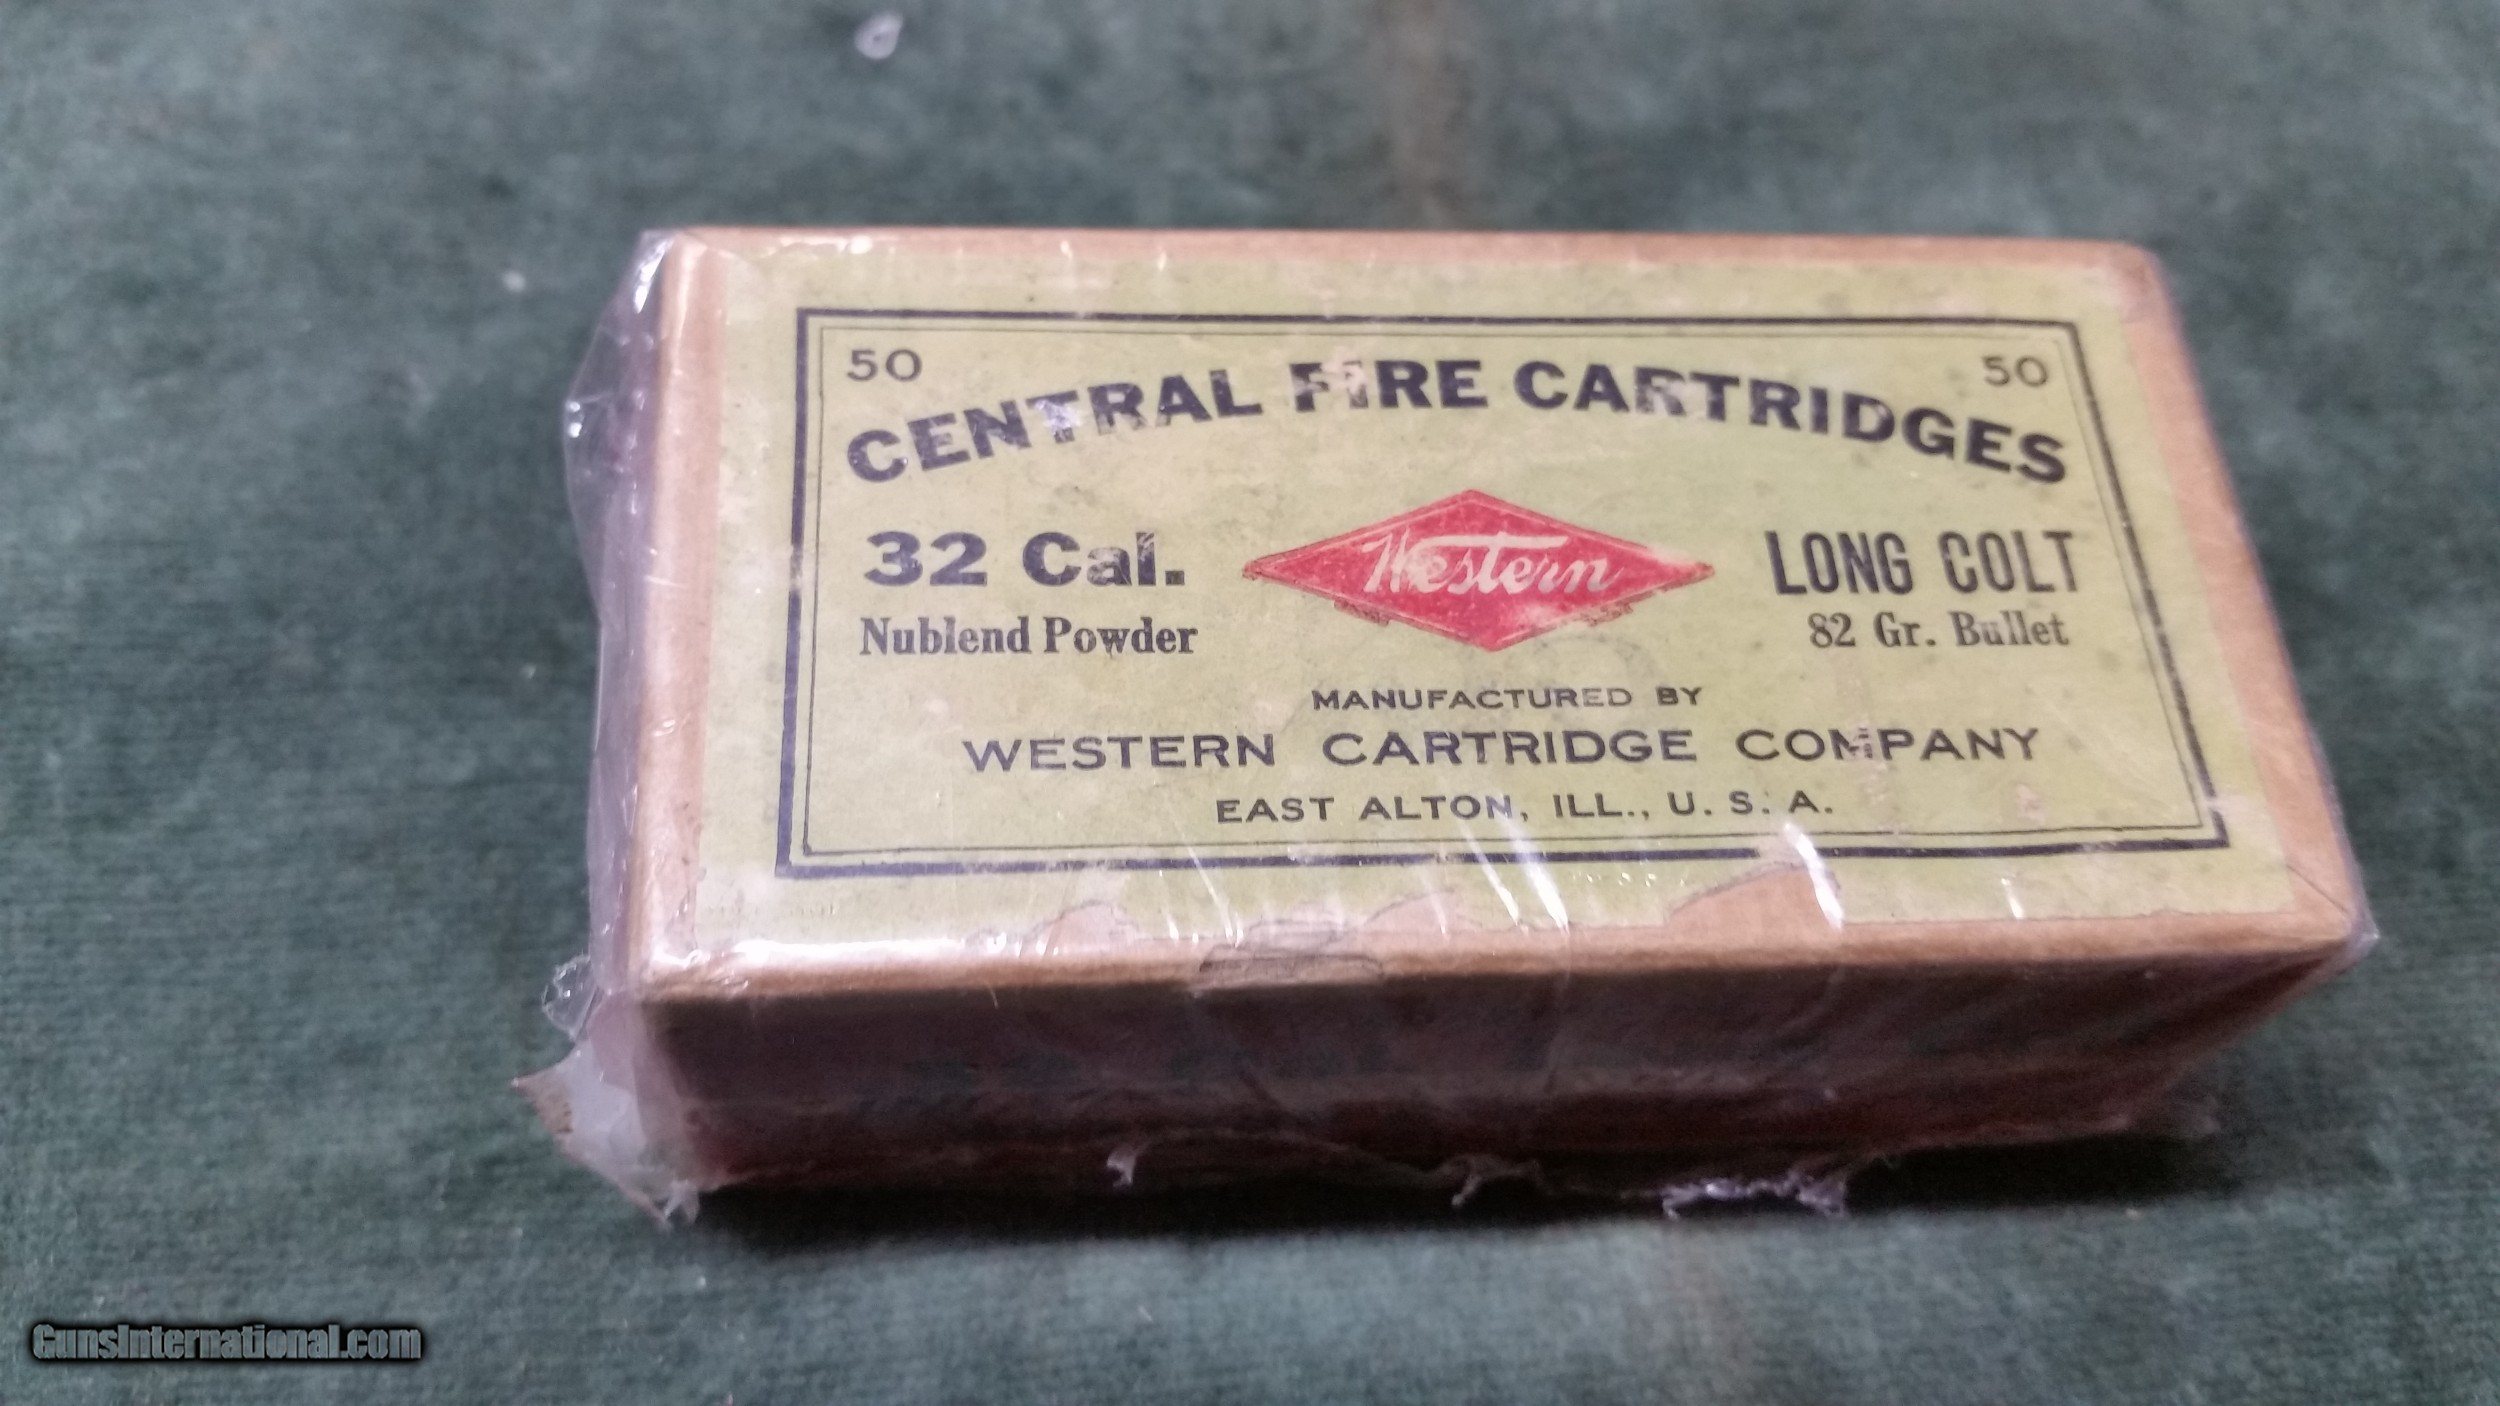 50 50
CENTRAL FIRE CARTRIDGES
32 Cal. Western LONG COLT
Nublend Powder 82 Gr. Bullet
MANUFACTURED BY
WESTERN CARTRIDGE COMPANY
EAST ALTON, ILL., U. S. A.
GunsInternational.com